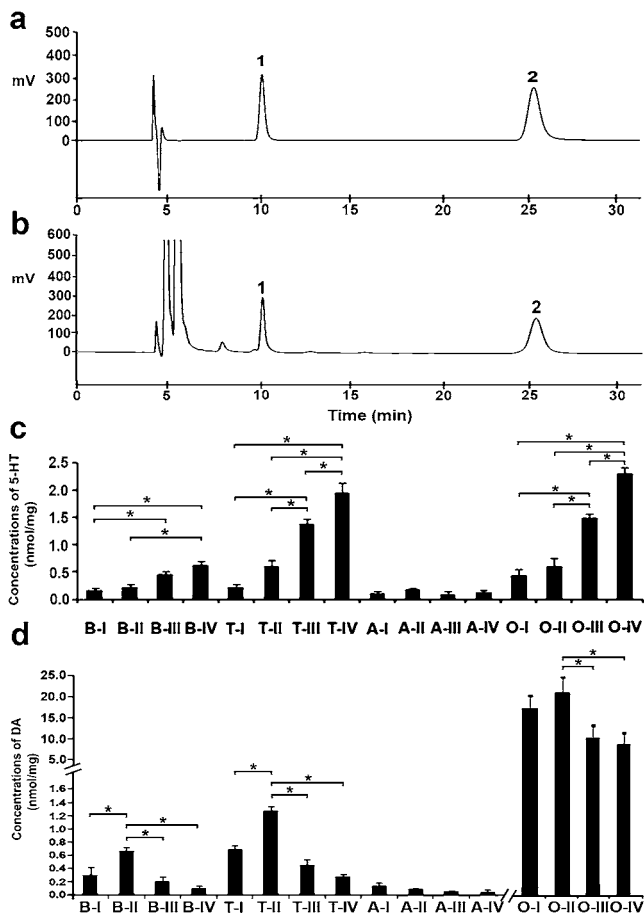 a
500
400
mV 300
200
100
0
1
2
0 5 10 15 20 25 30
b
600
500
mV 400
300
200
100
0
1
2
0 5 10 15 20 25 30
Time (min)
c
Concentrations of 5-HT
(nmol/mg)
2.5
2.0
1.5
1.0
0.5
0.0
* * * * * * * * * * * * *
B-I B-II B-III B-IV T-I T-II T-III T-IV A-I A-II A-III A-IV O-I O-II O-III O-IV
d
Concentrations of DA
(nmol/mg)
25.0
20.0
15.0
10.0
5.0
1.6
1.4
1.2
1.0
0.8
0.6
0.4
0.2
0
* * * * * * * *
B-I B-II B-III B-IV T-I T-II T-III T-IV A-I A-II A-III A-IV O-I O-II O-III O-IV